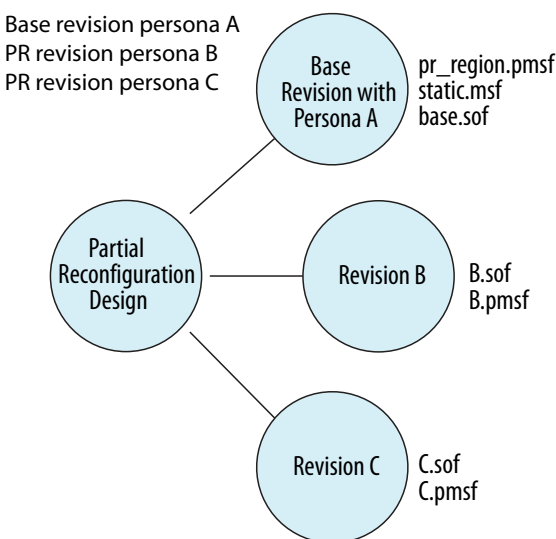 Base revision persona A
PR revision persona B
PR revision persona C
Base
Revision with
Persona A
pr_region.pmsf
static.msf
base.sof
Partial
Reconfiguration
Design
Revision B
B.sof
B.pmsf
Revision C
C.sof
C.pmsf